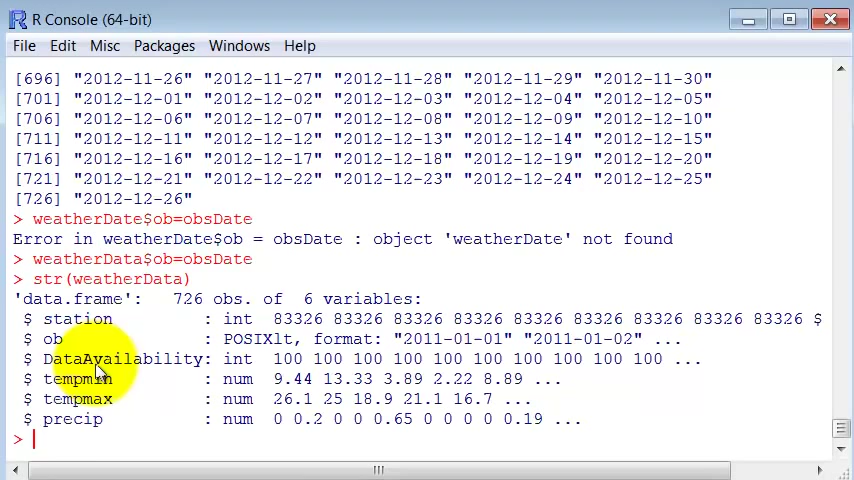 R Console (64-bit)
File Edit Misc Packages Windows Help
[696] "2012-11-26" "2012-11-27" "2012-11-28" "2012-11-29" "2012-11-30"
[701] "2012-12-01" "2012-12-02" "2012-12-03" "2012-12-04" "2012-12-05"
[706] "2012-12-06" "2012-12-07" "2012-12-08" "2012-12-09" "2012-12-10"
[711] "2012-12-11" "2012-12-12" "2012-12-13" "2012-12-14" "2012-12-15"
[716] "2012-12-16" "2012-12-17" "2012-12-18" "2012-12-19" "2012-12-20"
[721] "2012-12-21" "2012-12-22" "2012-12-23" "2012-12-24" "2012-12-25"
[726] "2012-12-26"
> weatherDate$ob=obsDate
Error in weatherDate$ob = obsDate : object 'weatherDate' not found
> weatherData$ob=obsDate
> str(weatherData)
'data.frame': 726 obs. of 6 variables:
$ station : int 83326 83326 83326 83326 83326 83326 83326 83326 83326 $
$ ob : POSIXlt, format: "2011-01-01" "2011-01-02" ...
$ DataAvailability: int 100 100 100 100 100 100 100 100 100 100 ...
$ tempmin : num 9.44 13.33 3.89 2.22 8.89 ...
$ tempmax : num 26.1 25 18.9 21.1 16.7 ...
$ precip : num 0 0.2 0 0 0.65 0 0 0 0 0.19 ...
>